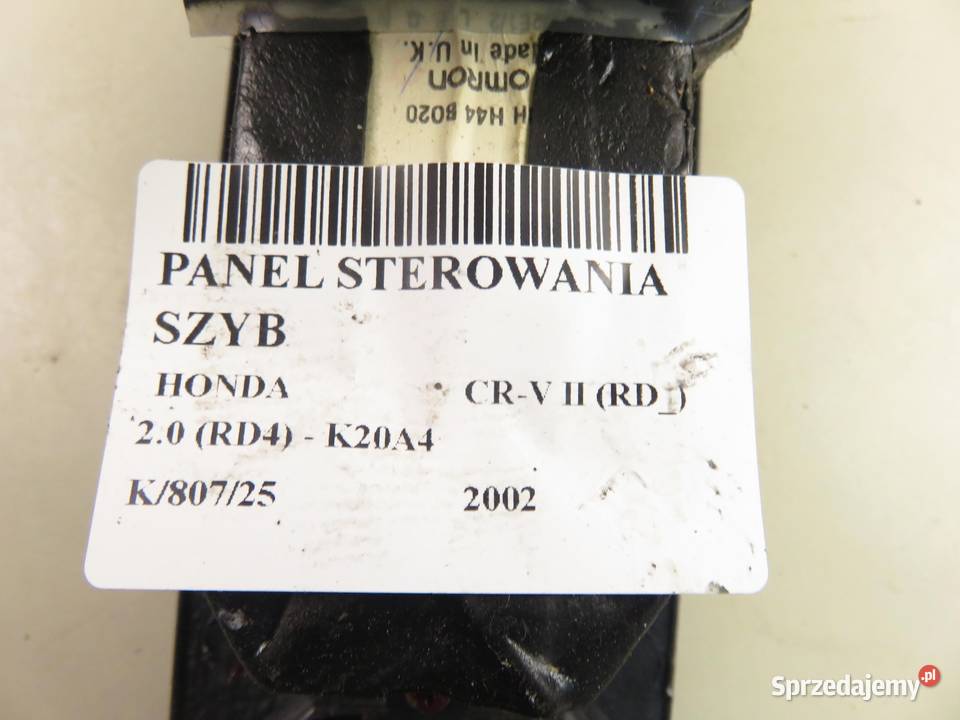 Made in U.K.
OMRON
H44 8020
PANEL STEROWANIA
SZYB
HONDA CR-V II (RD_)
2.0 (RD4) - K20A4
K/807/25 2002
Sprzedajemy.pl